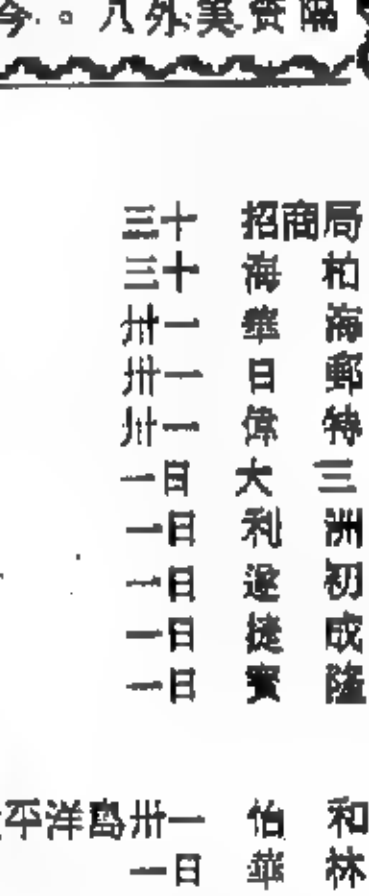 三十 招商局
三十 海柏
卅一 華海
卅一 日郵
卅一 偉特
一日 大三
一日 利洲
一日 遂初
一日 捷成
一日 寶隆
平洋島卅一 怡和
一日 華林